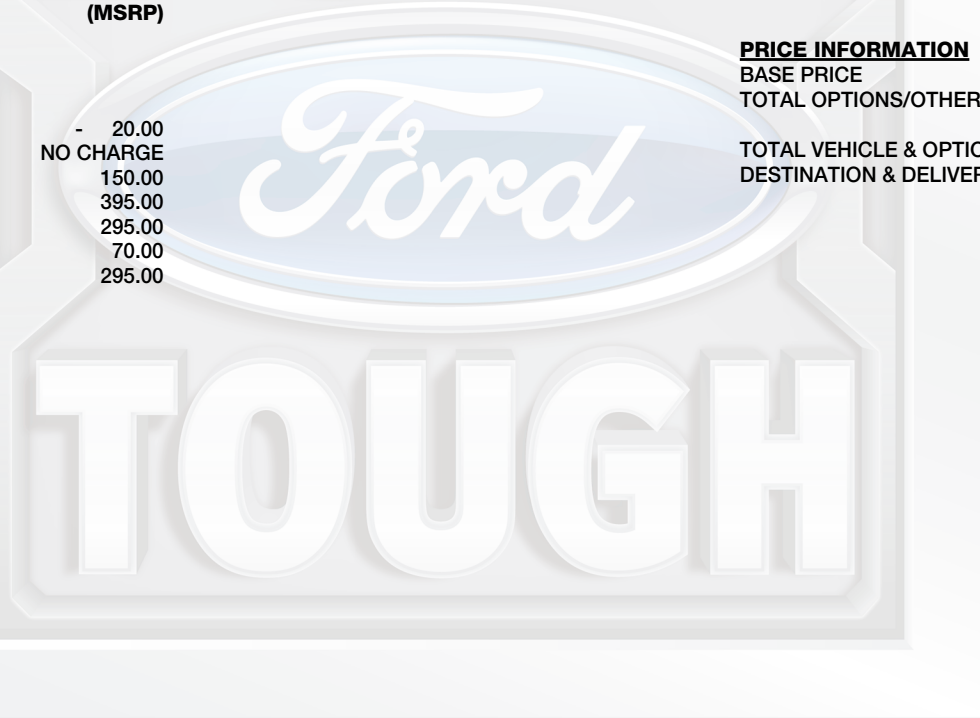 (MSRP)
- 20.00
NO CHARGE
150.00
395.00
295.00
70.00
295.00
PRICE INFORMATION
BASE PRICE
TOTAL OPTIONS/OTHER
TOTAL VEHICLE & OPTIO
DESTINATION & DELIVER
Ford
TOUGH